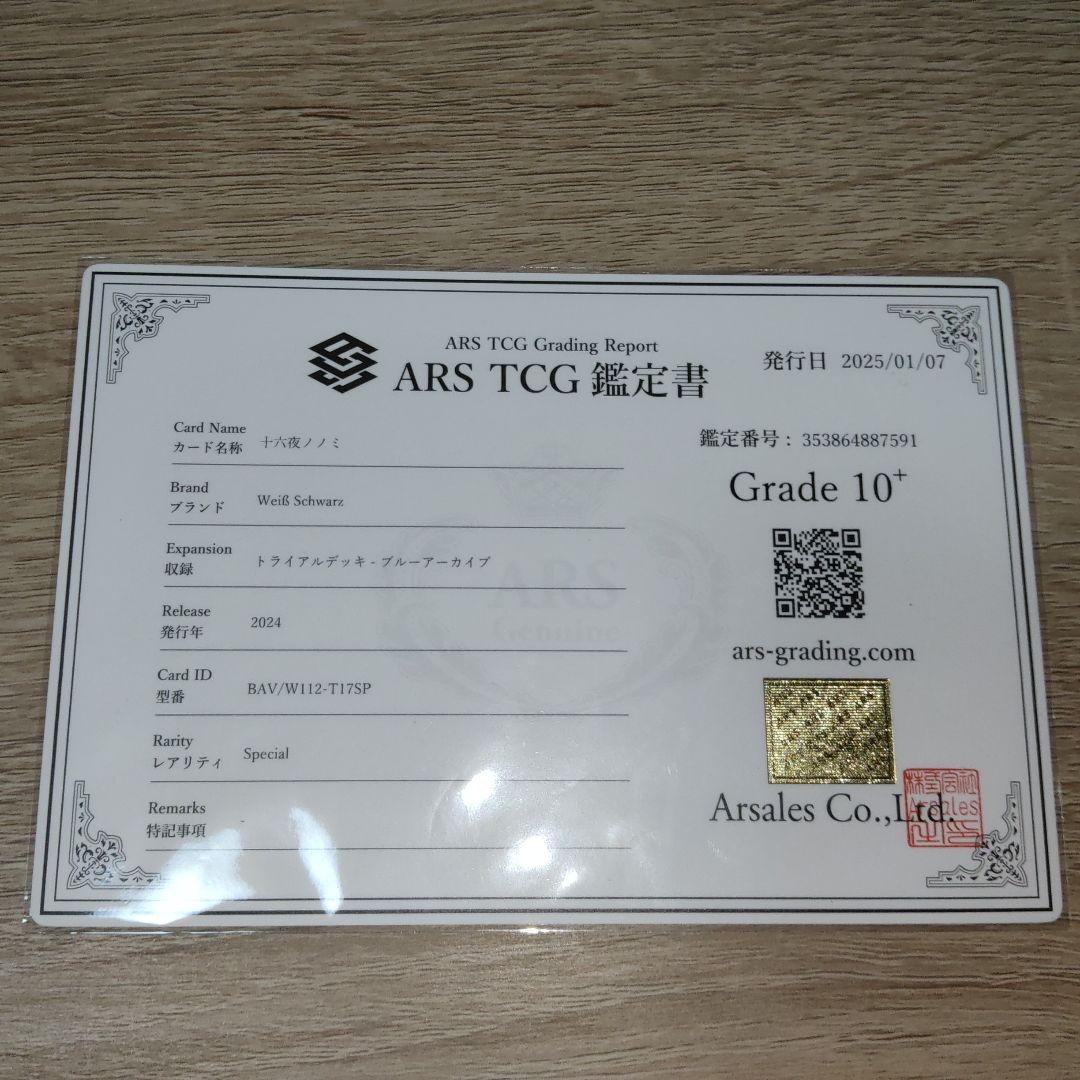 ARS TCG Grading Report
ARS TCG 鑑定書
発行日 2025/01/07
Card Name
カード名称 十六夜ノノミ
Brand
ブランド Weiß Schwarz
Expansion
収録 トライアルデッキ - ブルーアーカイブ
Release
発行年 2024
Card ID
型番 BAV/W112-T17SP
Rarity
レアリティ Special
Remarks
特記事項
ARS
Genuine
鑑定番号 : 353864887591
Grade 10+
ars-grading.com
Arsales Co.,Ltd.
Arsales